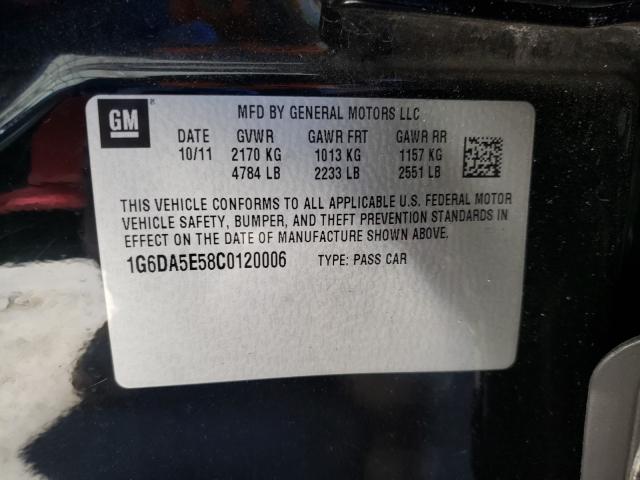 GM ®
MFD BY GENERAL MOTORS LLC
DATE GVWR GAWR FRT GAWR RR
10/11 2170 KG 1013 KG 1157 KG
4784 LB 2233 LB 2551 LB
THIS VEHICLE CONFORMS TO ALL APPLICABLE U.S. FEDERAL MOTOR
VEHICLE SAFETY, BUMPER, AND THEFT PREVENTION STANDARDS IN
EFFECT ON THE DATE OF MANUFACTURE SHOWN ABOVE.
1G6DA5E58C0120006 TYPE: PASS CAR